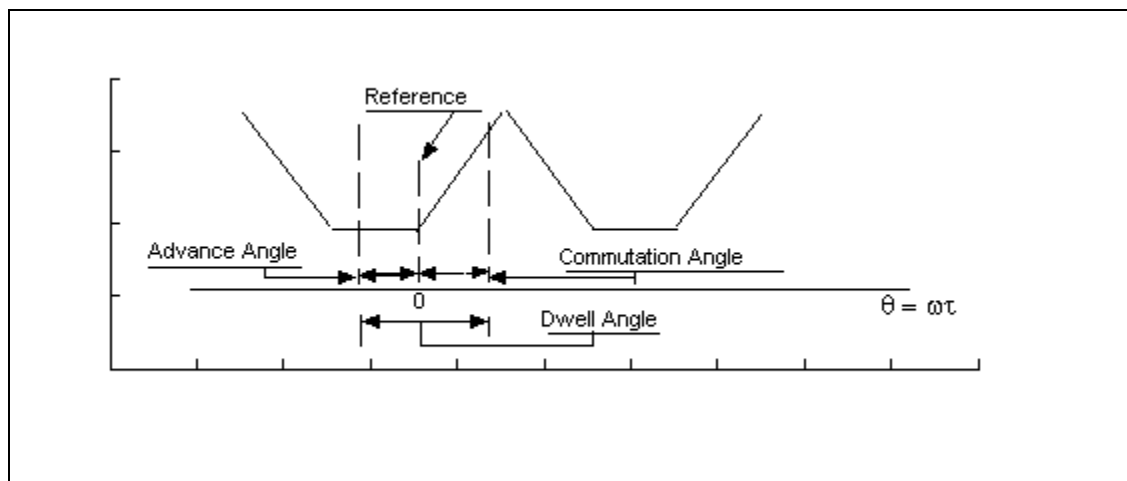 Reference
Advance Angle
Commutation Angle
0
θ = ωτ
Dwell Angle